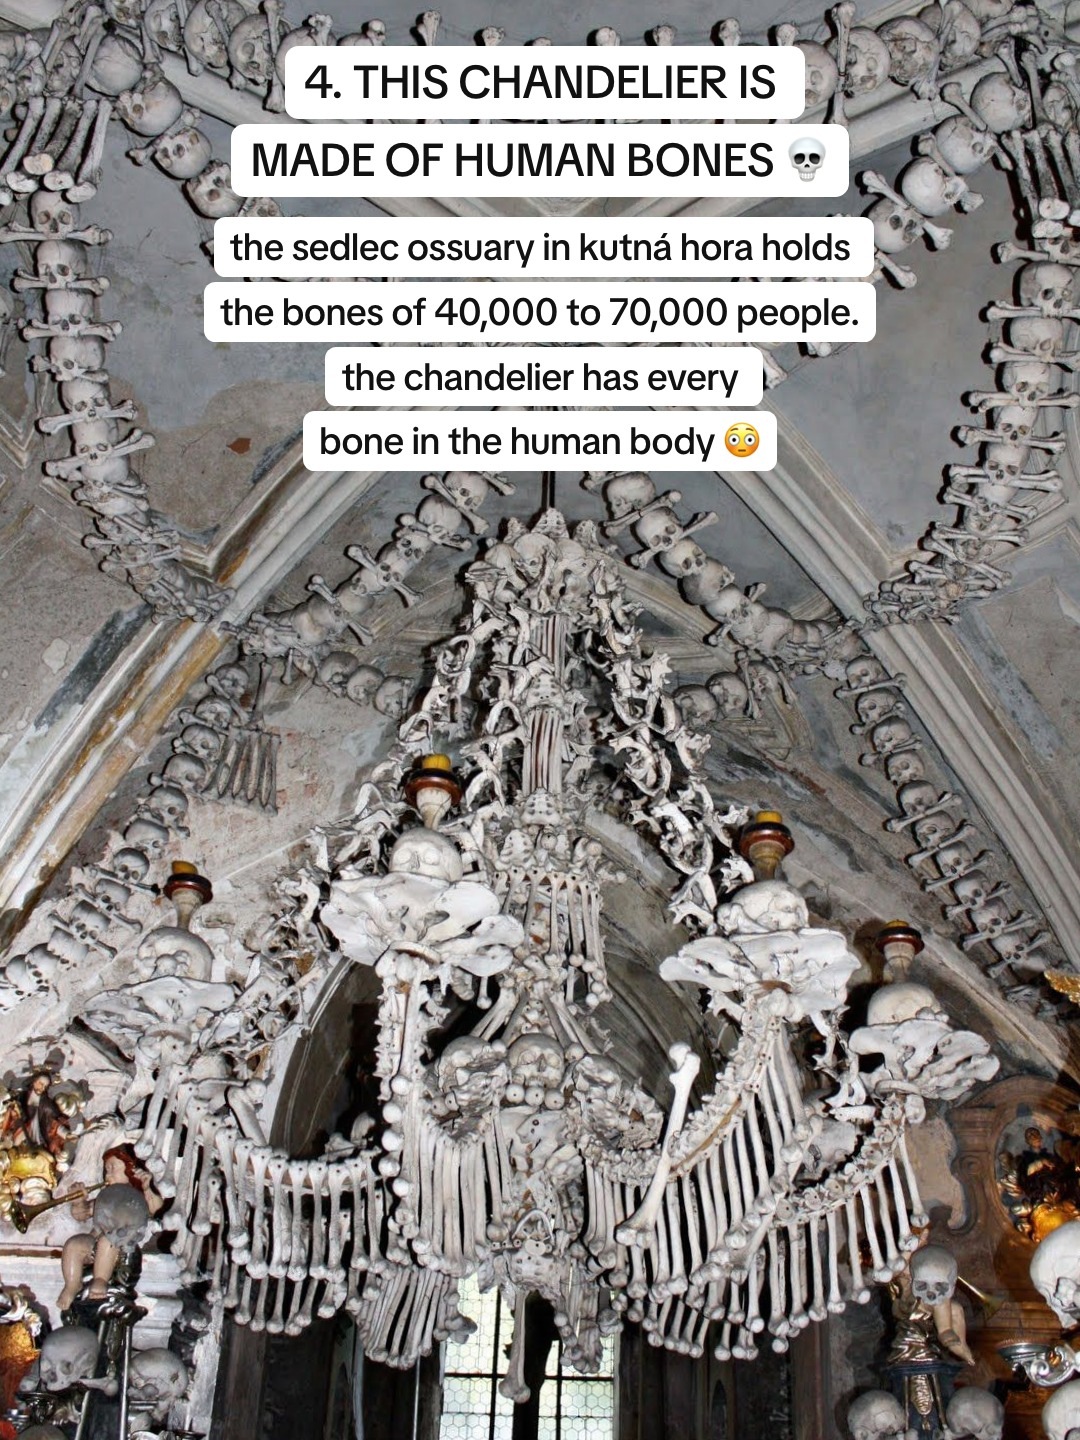 4. THIS CHANDELIER IS
MADE OF HUMAN BONES 💀
the sedlec ossuary in kutná hora holds
the bones of 40,000 to 70,000 people.
the chandelier has every
bone in the human body 😳